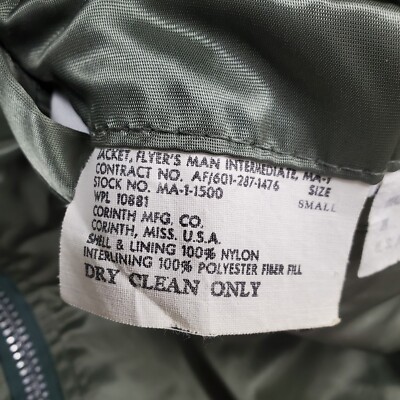 JACKET, FLYER'S MAN INTERMEDIATE, MA-1
CONTRACT NO. AF/601-287-1476
STOCK NO. MA-1-1500 SIZE
WPL 10881 SMALL
CORINTH MFG. CO.
CORINTH, MISS. U.S.A.
SHELL & LINING 100% NYLON
INTERLINING 100% POLYESTER FIBER FILL
DRY CLEAN ONLY